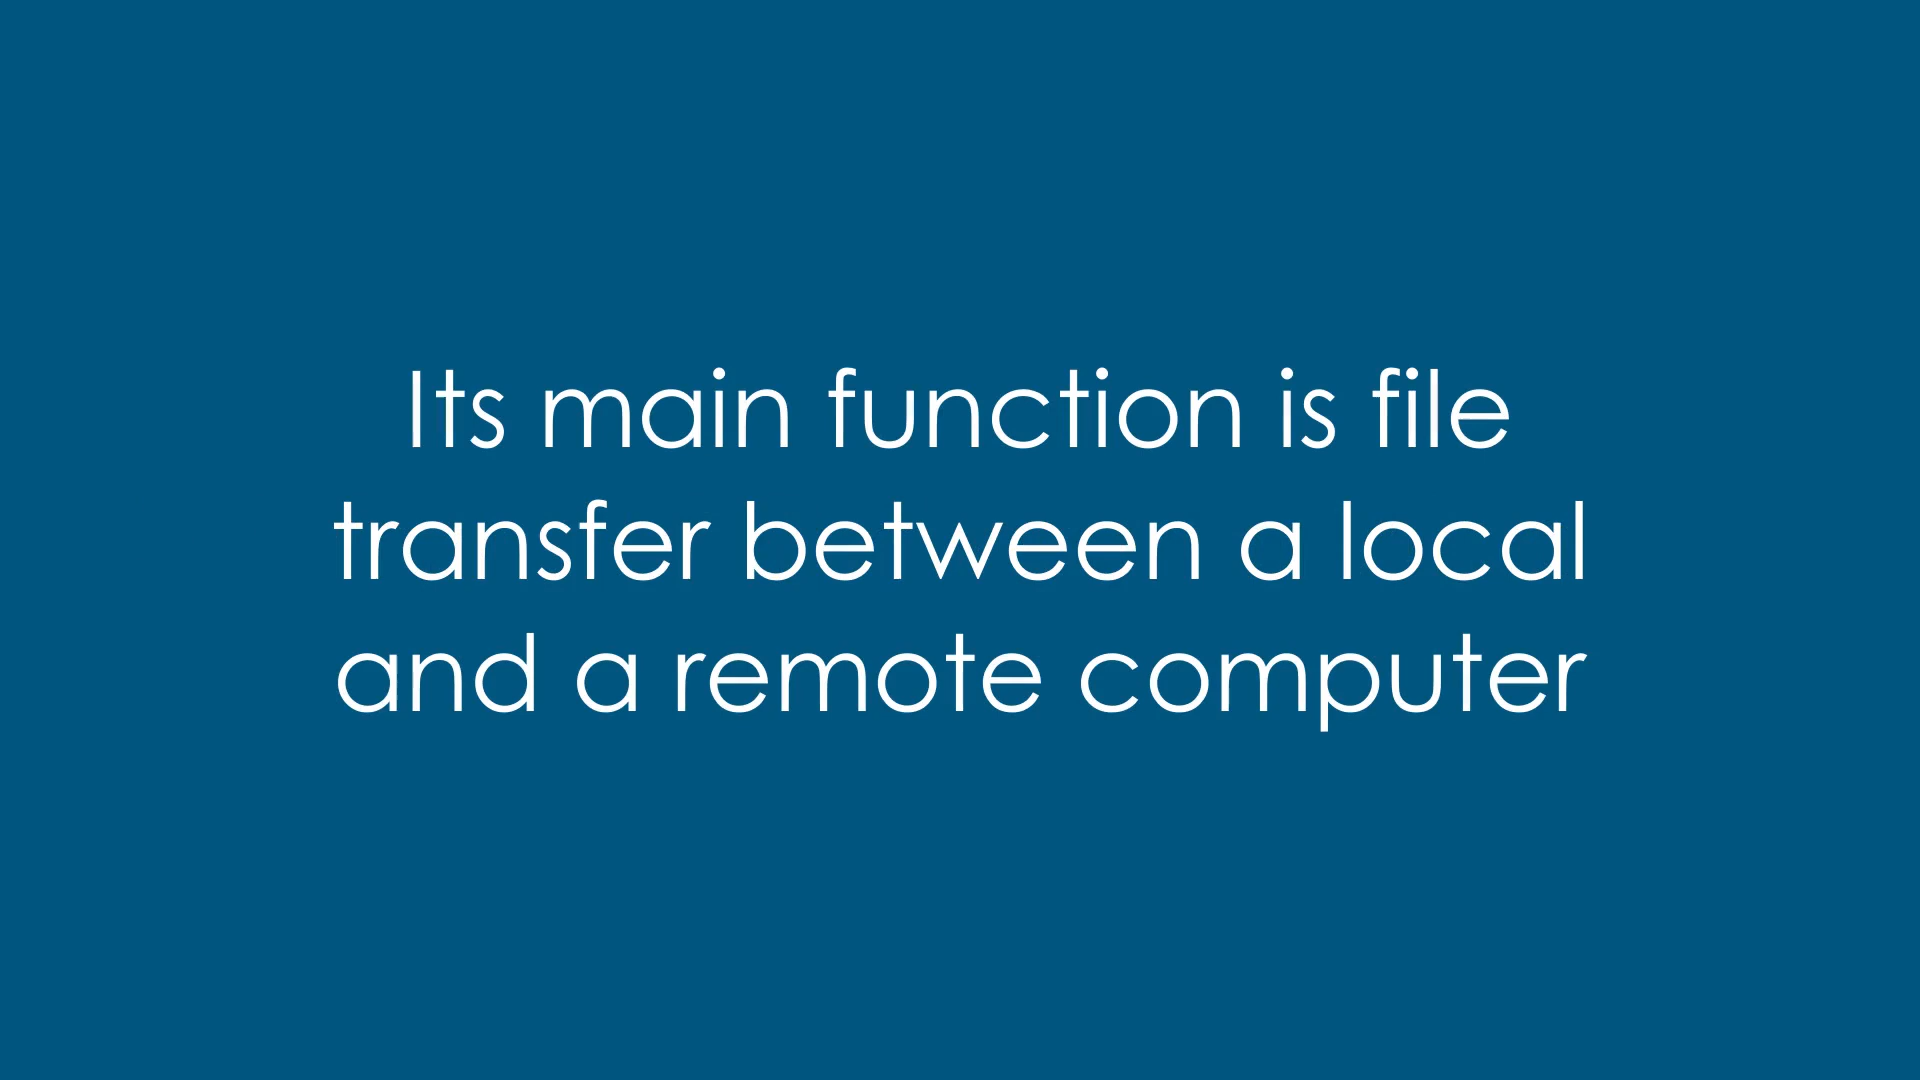 Its main function is file
transfer between a local
and a remote computer